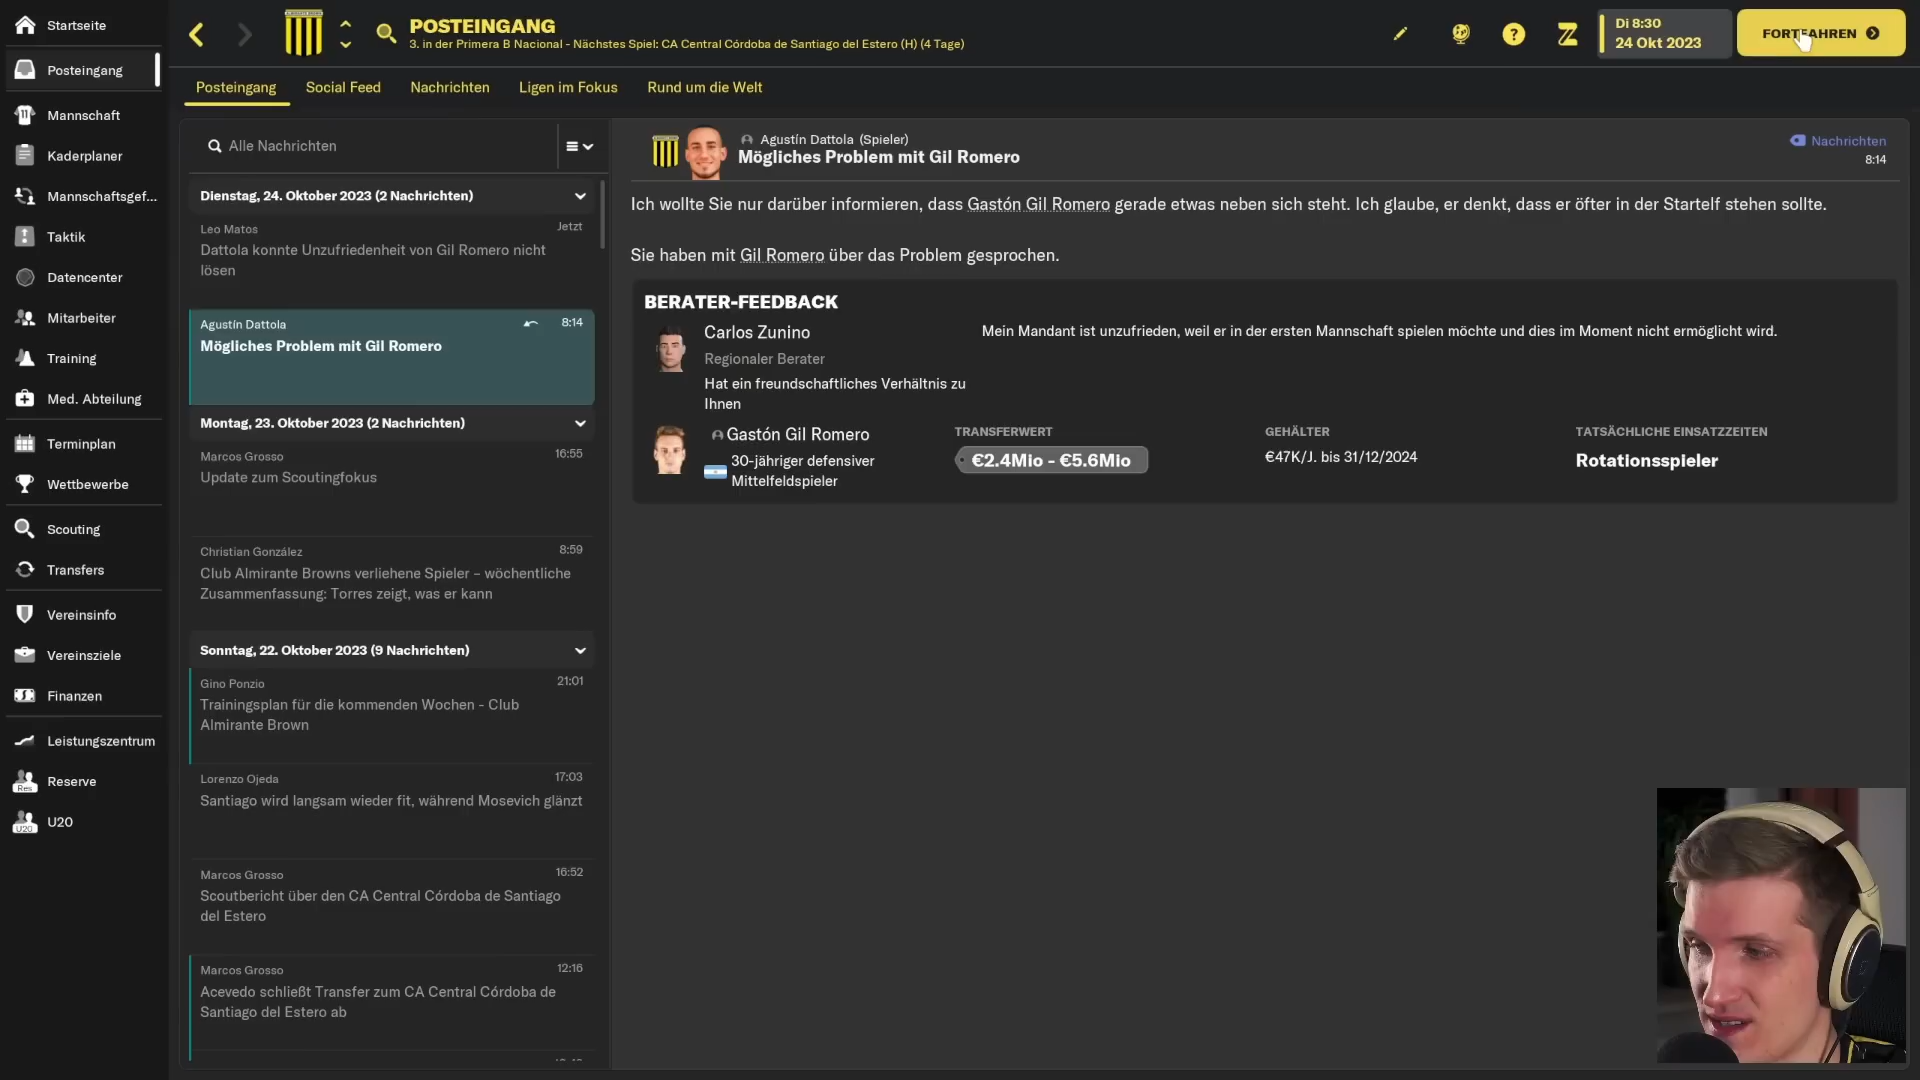 Startseite
Posteingang
Mannschaft
Kaderplaner
Mannschaftsgef...
Taktik
Datencenter
Mitarbeiter
Training
Med. Abteilung
Terminplan
Wettbewerbe
Scouting
Transfers
Vereinsinfo
Vereinsziele
Finanzen
Leistungszentrum
Res
Reserve
U20
U20
POSTEINGANG
3. in der Primera B Nacional - Nächstes Spiel: CA Central Córdoba de Santiago del Estero (H) (4 Tage)
Di 8:30
24 Okt 2023
FORTFAHREN
Posteingang
Social Feed
Nachrichten
Ligen im Fokus
Rund um die Welt
Alle Nachrichten
Dienstag, 24. Oktober 2023 (2 Nachrichten)
Leo Matos
Jetzt
Dattola konnte Unzufriedenheit von Gil Romero nicht
lösen
Agustín Dattola
8:14
Mögliches Problem mit Gil Romero
Montag, 23. Oktober 2023 (2 Nachrichten)
Marcos Grosso
16:55
Update zum Scoutingfokus
Christian González
8:59
Club Almirante Browns verliehene Spieler – wöchentliche
Zusammenfassung: Torres zeigt, was er kann
Sonntag, 22. Oktober 2023 (9 Nachrichten)
Gino Ponzio
21:01
Trainingsplan für die kommenden Wochen - Club
Almirante Brown
Lorenzo Ojeda
17:03
Santiago wird langsam wieder fit, während Mosevich glänzt
Marcos Grosso
16:52
Scoutbericht über den CA Central Córdoba de Santiago
del Estero
Marcos Grosso
12:16
Acevedo schließt Transfer zum CA Central Córdoba de
Santiago del Estero ab
Agustín Dattola (Spieler)
Mögliches Problem mit Gil Romero
Nachrichten
8:14
Ich wollte Sie nur darüber informieren, dass Gastón Gil Romero gerade etwas neben sich steht. Ich glaube, er denkt, dass er öfter in der Startelf stehen sollte.
Sie haben mit Gil Romero über das Problem gesprochen.
BERATER-FEEDBACK
Carlos Zunino
Regionaler Berater
Hat ein freundschaftliches Verhältnis zu
Ihnen
Mein Mandant ist unzufrieden, weil er in der ersten Mannschaft spielen möchte und dies im Moment nicht ermöglicht wird.
Gastón Gil Romero
30-jähriger defensiver
Mittelfeldspieler
TRANSFERWERT
€2.4Mio - €5.6Mio
GEHÄLTER
€47K/J. bis 31/12/2024
TATSÄCHLICHE EINSATZZEITEN
Rotationsspieler